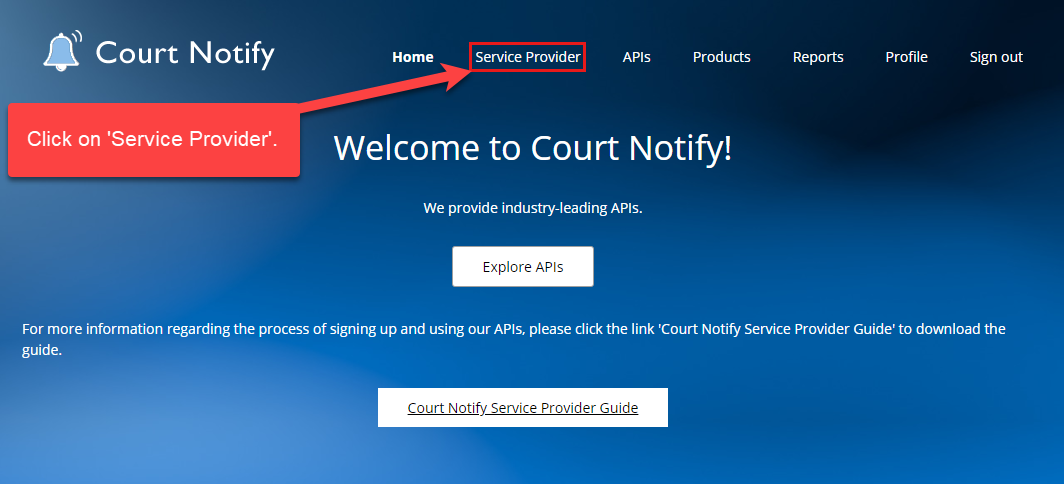 Court Notify
Home Service Provider APIs Products Reports Profile Sign out
Click on 'Service Provider'.
Welcome to Court Notify!
We provide industry-leading APIs.
Explore APIs
For more information regarding the process of signing up and using our APIs, please click the link 'Court Notify Service Provider Guide' to download the
guide.
Court Notify Service Provider Guide